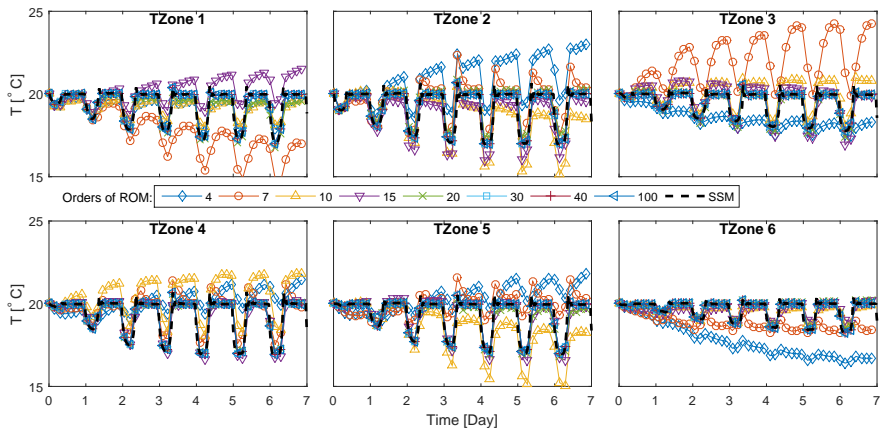 TZone 1 TZone 2 TZone 3
25
20
15
T [°C]
Orders of ROM: 4 7 10 15 20 30 40 100 SSM
TZone 4 TZone 5 TZone 6
25
20
15
T [°C]
0 1 2 3 4 5 6 7 0 1 2 3 4 5 6 7 0 1 2 3 4 5 6 7
Time [Day]